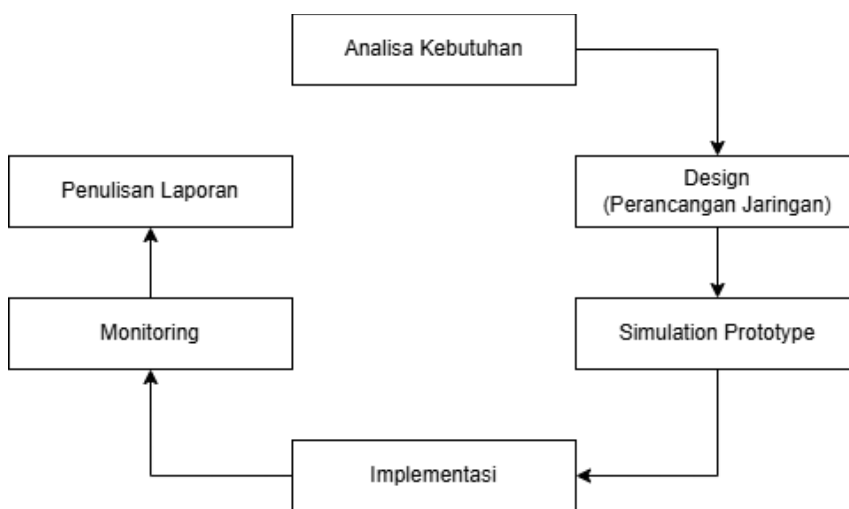 Analisa Kebutuhan
Design
(Perancangan Jaringan)
Simulation Prototype
Implementasi
Monitoring
Penulisan Laporan